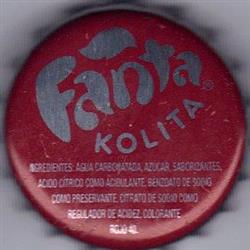 Fanta®
KOLITA
INGREDIENTES: AGUA CARBONATADA, AZUCAR, SABORIZANTES,
ACIDO CITRICO COMO ACIDULANTE, BENZOATO DE SODIO
COMO PRESERVANTE, CITRATO DE SODIO COMO
REGULADOR DE ACIDEZ, COLORANTE
ROJO 40.